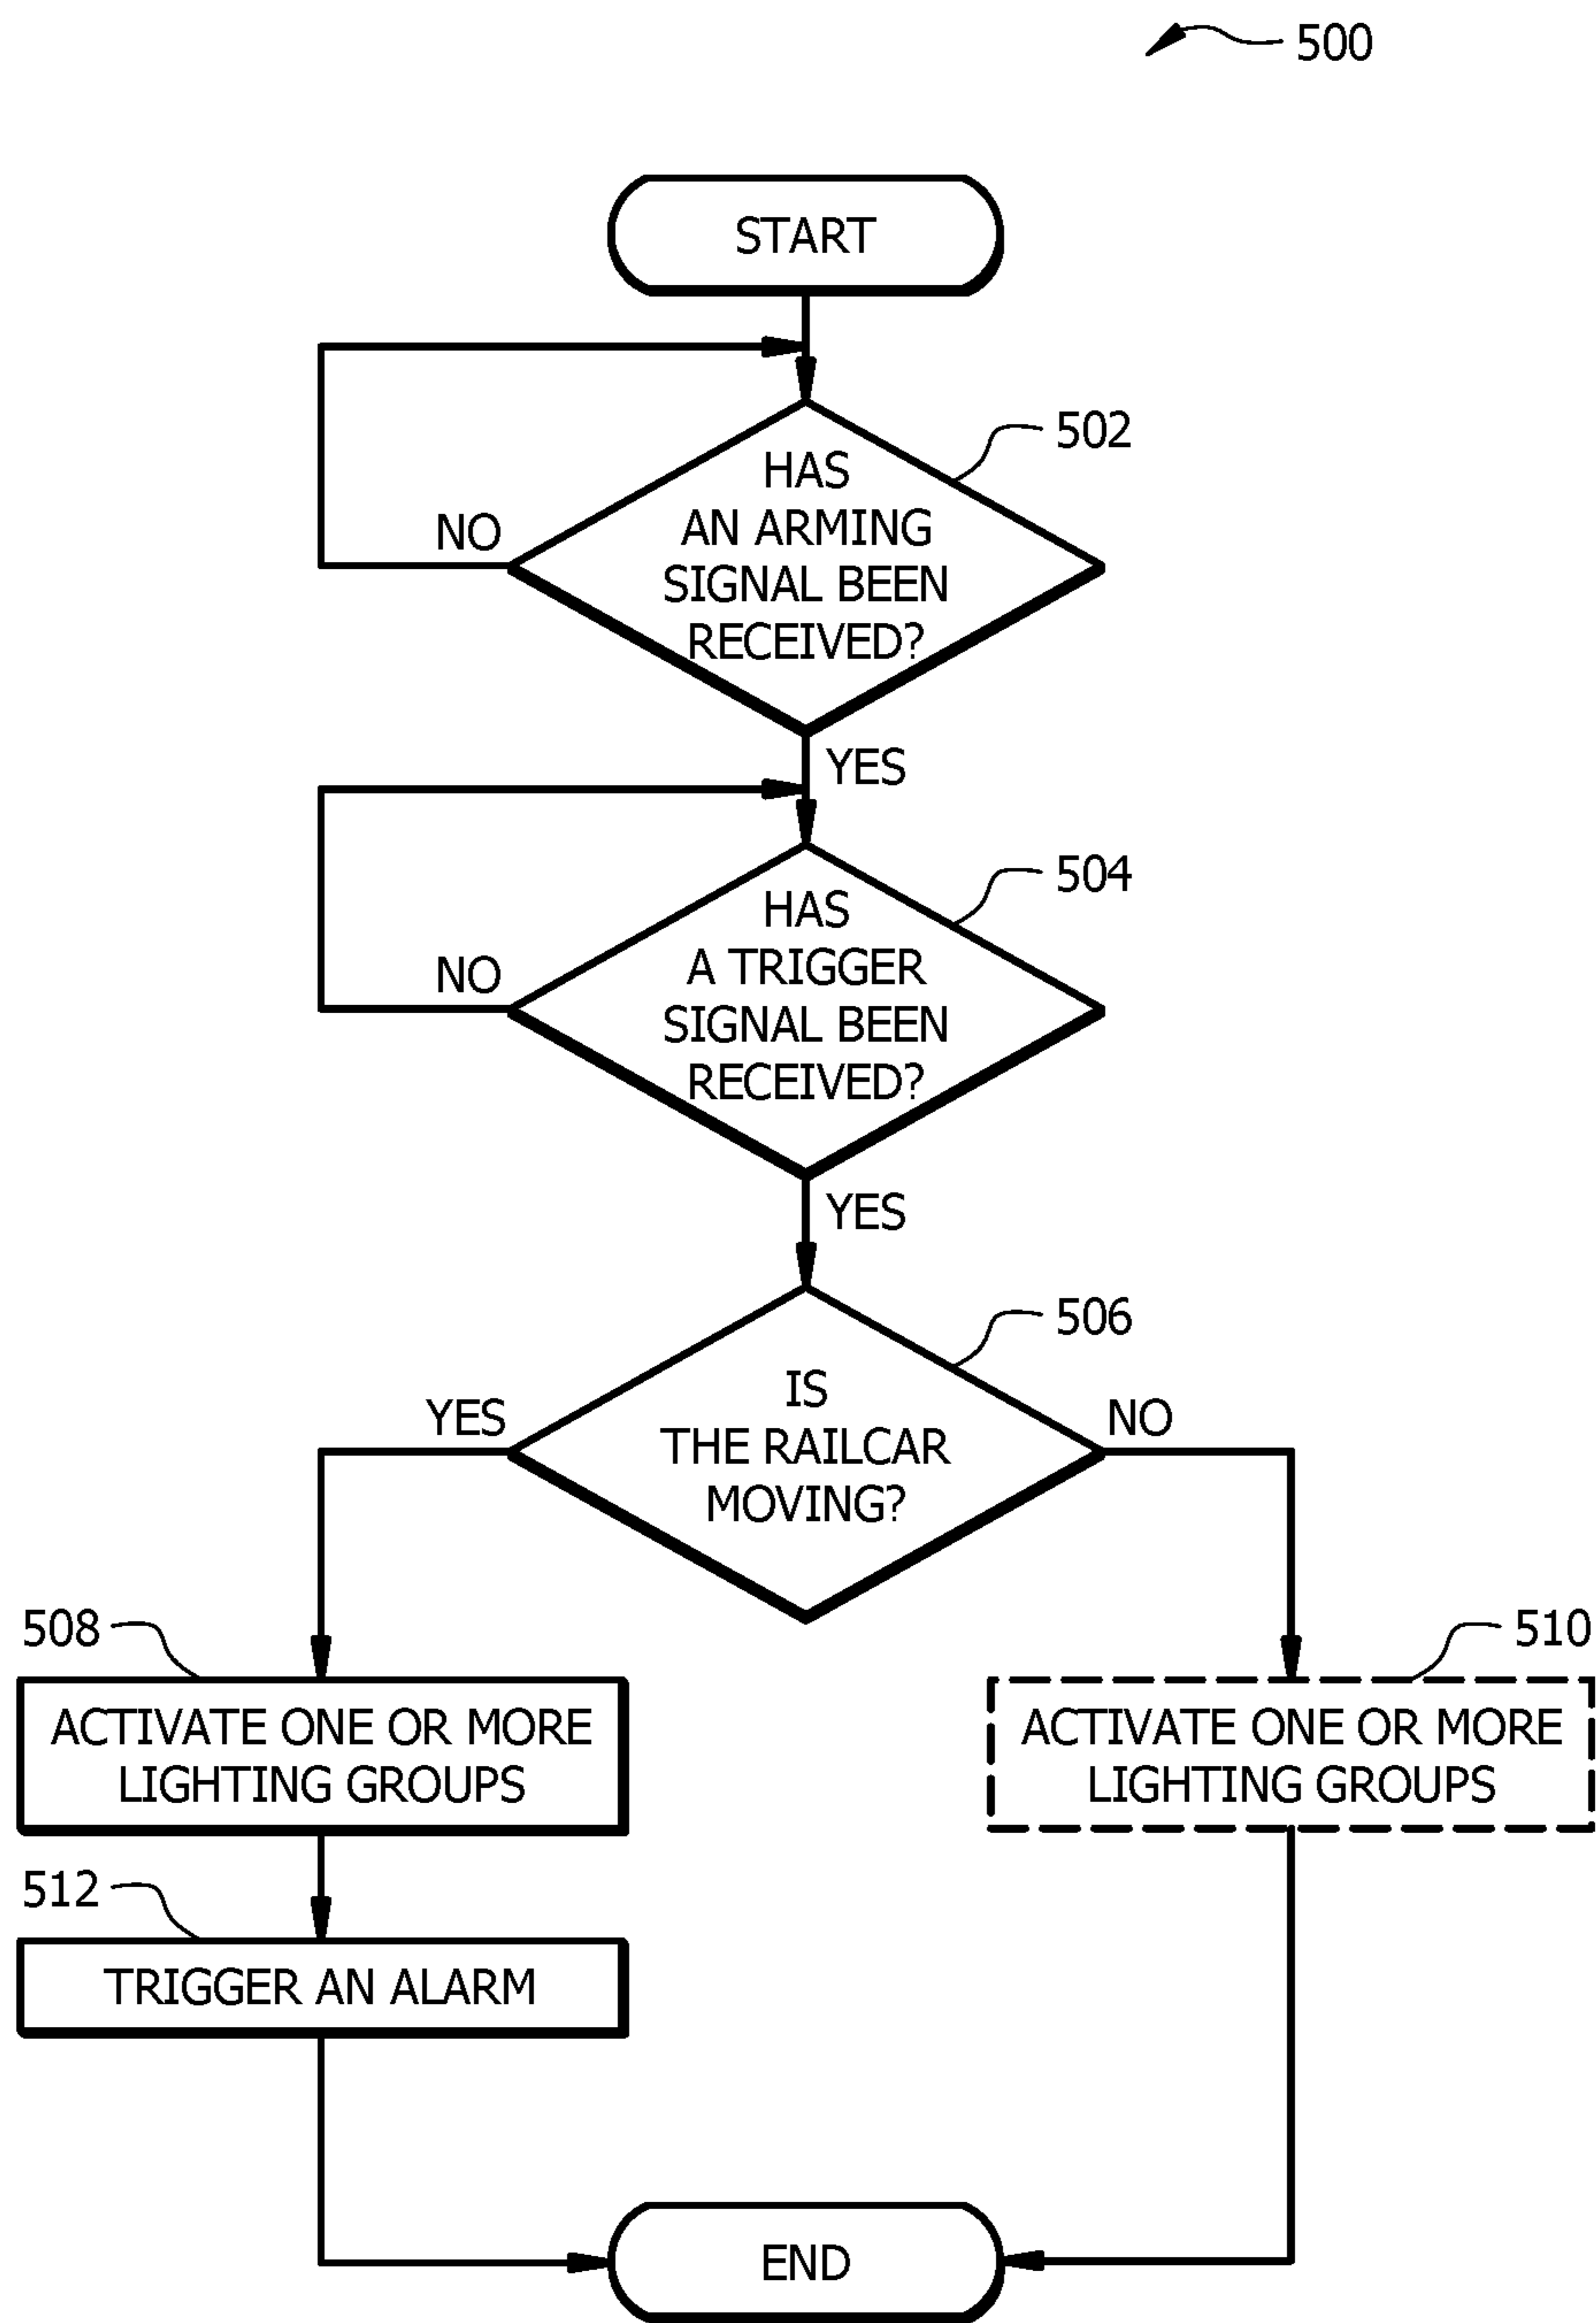 500
START
502
HAS
AN ARMING
SIGNAL BEEN
RECEIVED?
NO
YES
504
HAS
A TRIGGER
SIGNAL BEEN
RECEIVED?
NO
YES
506
IS
THE RAILCAR
MOVING?
YES
NO
508
ACTIVATE ONE OR MORE
LIGHTING GROUPS
510
ACTIVATE ONE OR MORE
LIGHTING GROUPS
512
TRIGGER AN ALARM
END